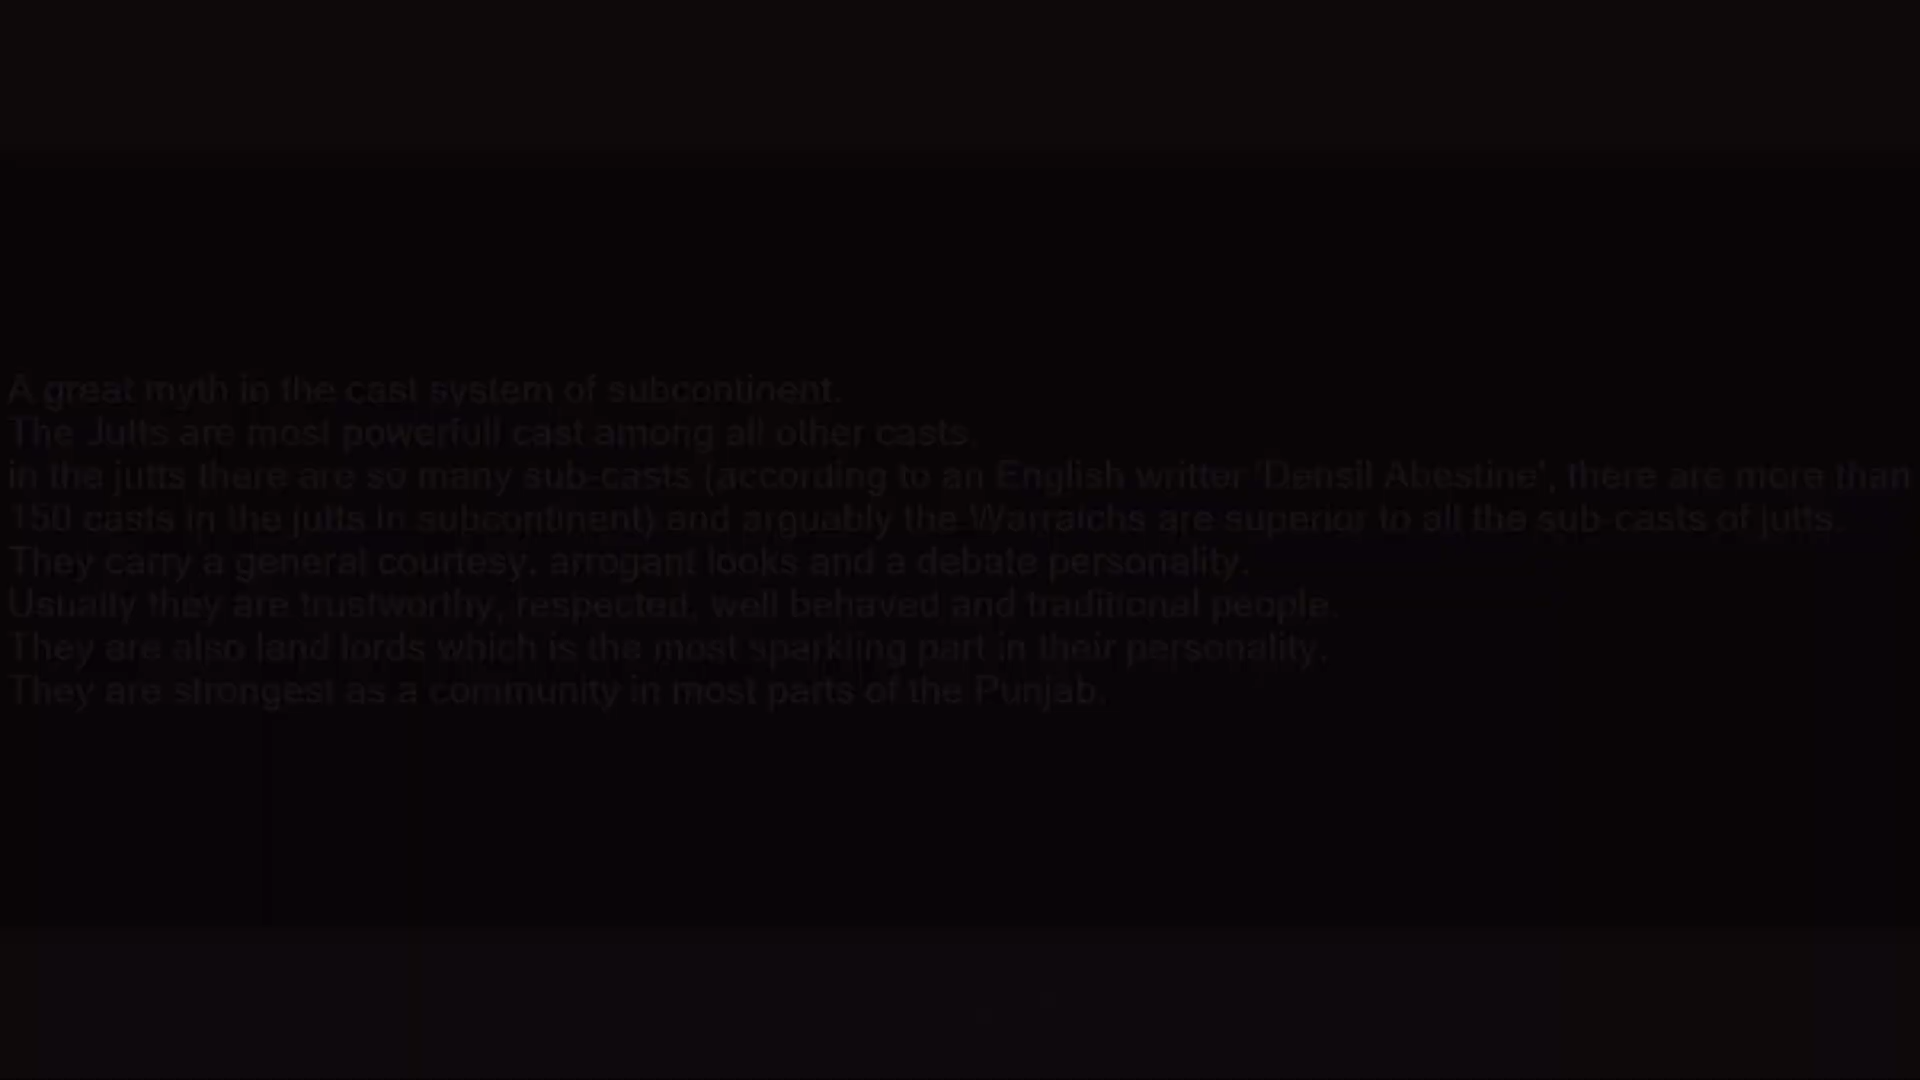 A great myth in the cast system of subcontinent.
The Jutts are most powerfull cast among all other casts.
in the jutts there are so many sub-casts (according to an English writter 'Densil Abestine', there are more than
150 casts in the jutts in subcontinent) and arguably the Warraichs are superior to all the sub-casts of jutts.
They carry a general courtesy, arrogant looks and a debate personality.
Usually they are trustworthy, respected, well behaved and traditional people.
They are also land lords which is the most sparkling part in their personality.
They are strongest as a community in most parts of the Punjab.